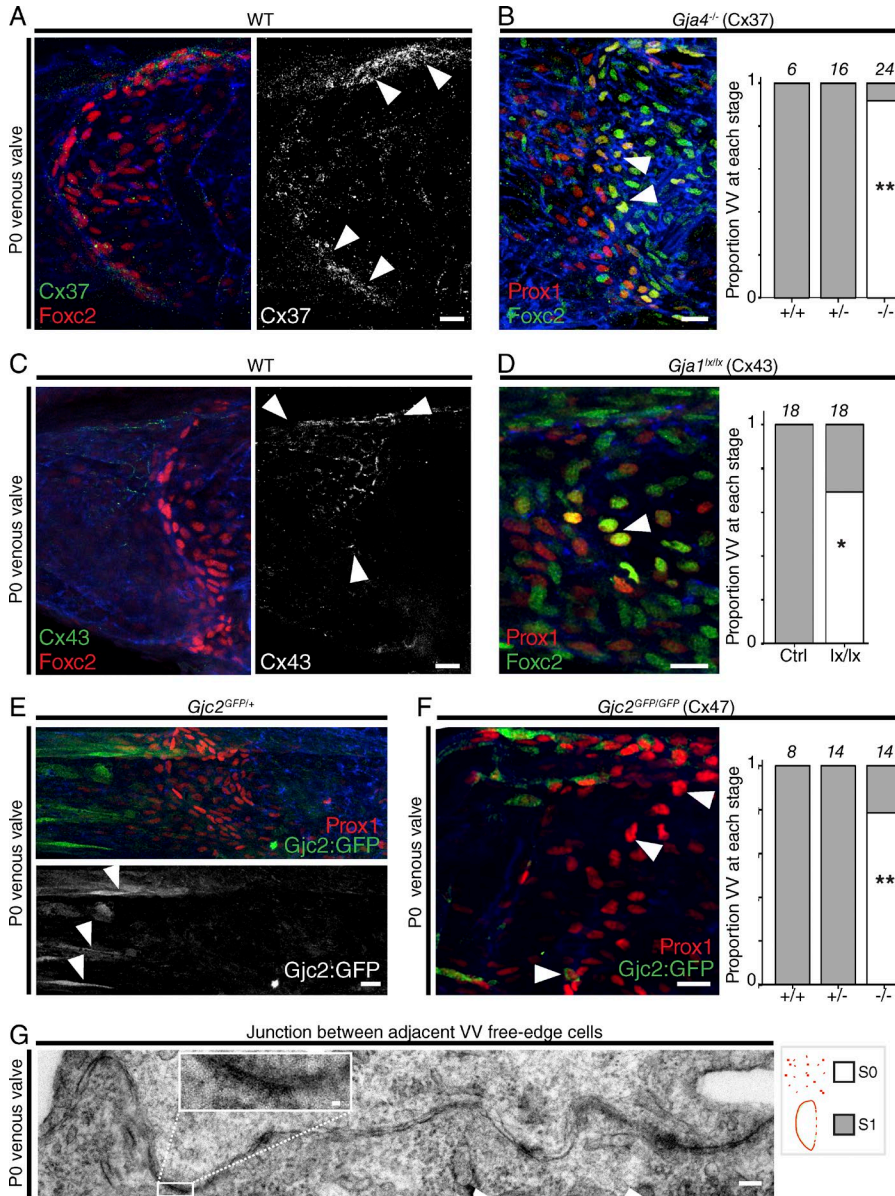 A
WT
P0 venous valve
Cx37
Foxc2
Cx37
B
Gja4-/- (Cx37)
Prox1
Foxc2
Proportion VV at each stage
6 16 24
1
0
**
+/+ +/- -/-
C
WT
P0 venous valve
Cx43
Foxc2
Cx43
D
Gja1lx/lx (Cx43)
Prox1
Foxc2
Proportion VV at each stage
18 18
1
0
*
Ctrl lx/lx
E
Gjc2GFP/+
P0 venous valve
Prox1
Gjc2:GFP
Gjc2:GFP
F
Gjc2GFP/GFP (Cx47)
P0 venous valve
Prox1
Gjc2:GFP
Proportion VV at each stage
8 14 14
1
0
**
+/+ +/- -/-
G
Junction between adjacent VV free-edge cells
P0 venous valve
S0
S1